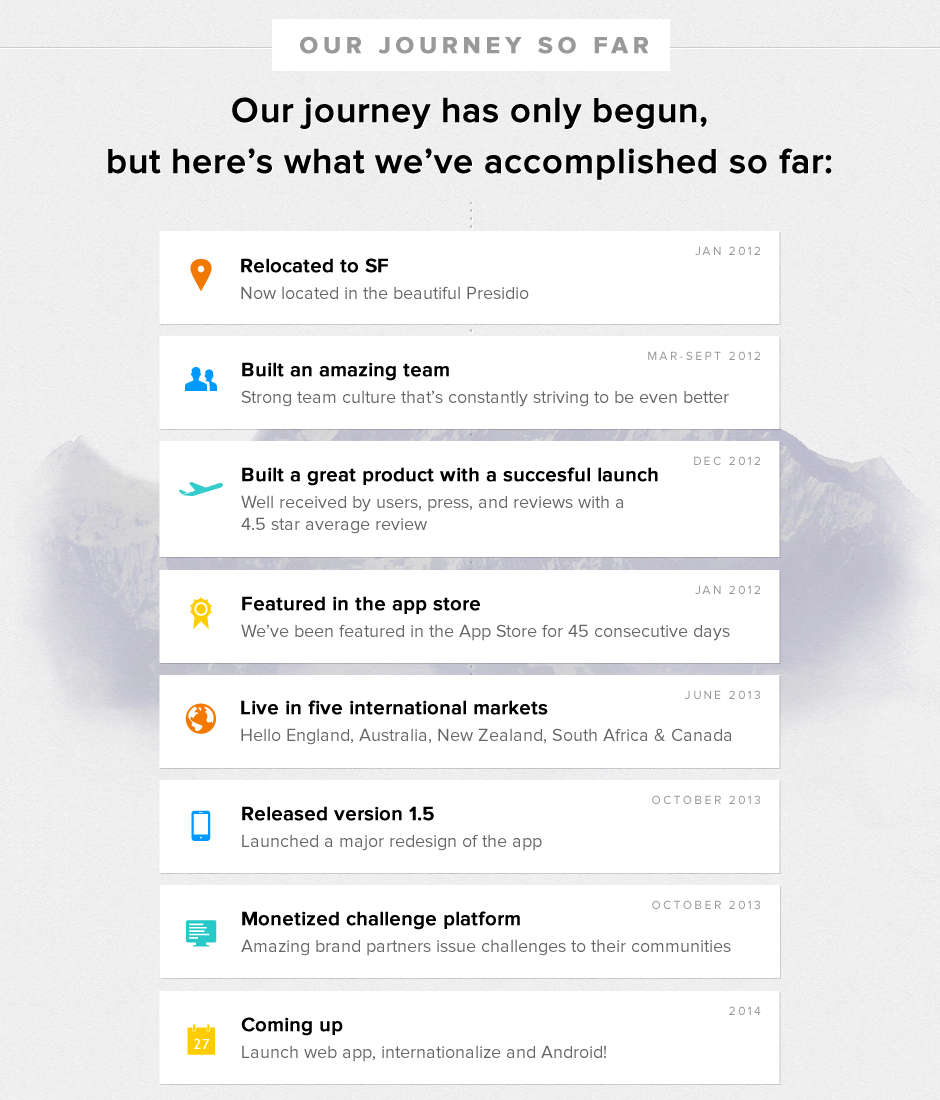 OUR JOURNEY SO FAR
Our journey has only begun,
but here’s what we’ve accomplished so far:
JAN 2012
Relocated to SF
Now located in the beautiful Presidio
MAR-SEPT 2012
Built an amazing team
Strong team culture that’s constantly striving to be even better
DEC 2012
Built a great product with a succesful launch
Well received by users, press, and reviews with a
4.5 star average review
JAN 2012
Featured in the app store
We’ve been featured in the App Store for 45 consecutive days
JUNE 2013
Live in five international markets
Hello England, Australia, New Zealand, South Africa & Canada
OCTOBER 2013
Released version 1.5
Launched a major redesign of the app
OCTOBER 2013
Monetized challenge platform
Amazing brand partners issue challenges to their communities
2014
Coming up
27
Launch web app, internationalize and Android!